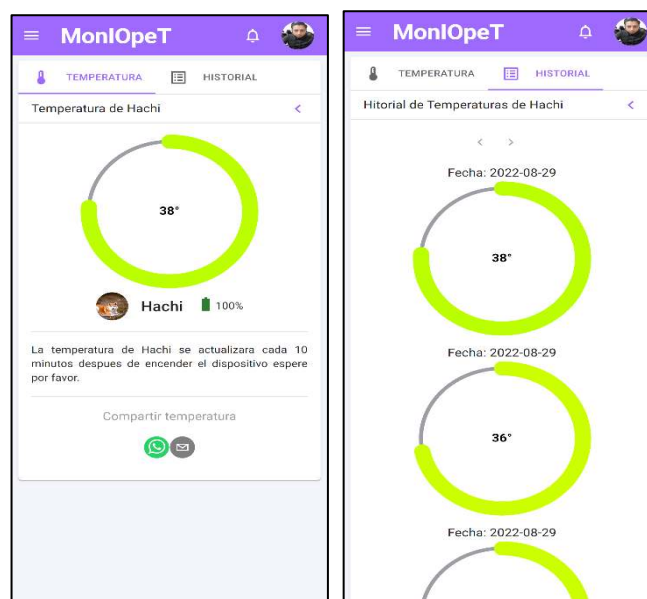 MonIOpeT
TEMPERATURA HISTORIAL
Temperatura de Hachi <
38°
Hachi 100%
La temperatura de Hachi se actualizara cada 10
minutos despues de encender el dispositivo espere
por favor.
Compartir temperatura
MonIOpeT
TEMPERATURA HISTORIAL
Hitorial de Temperaturas de Hachi <
< >
Fecha: 2022-08-29
38°
Fecha: 2022-08-29
36°
Fecha: 2022-08-29